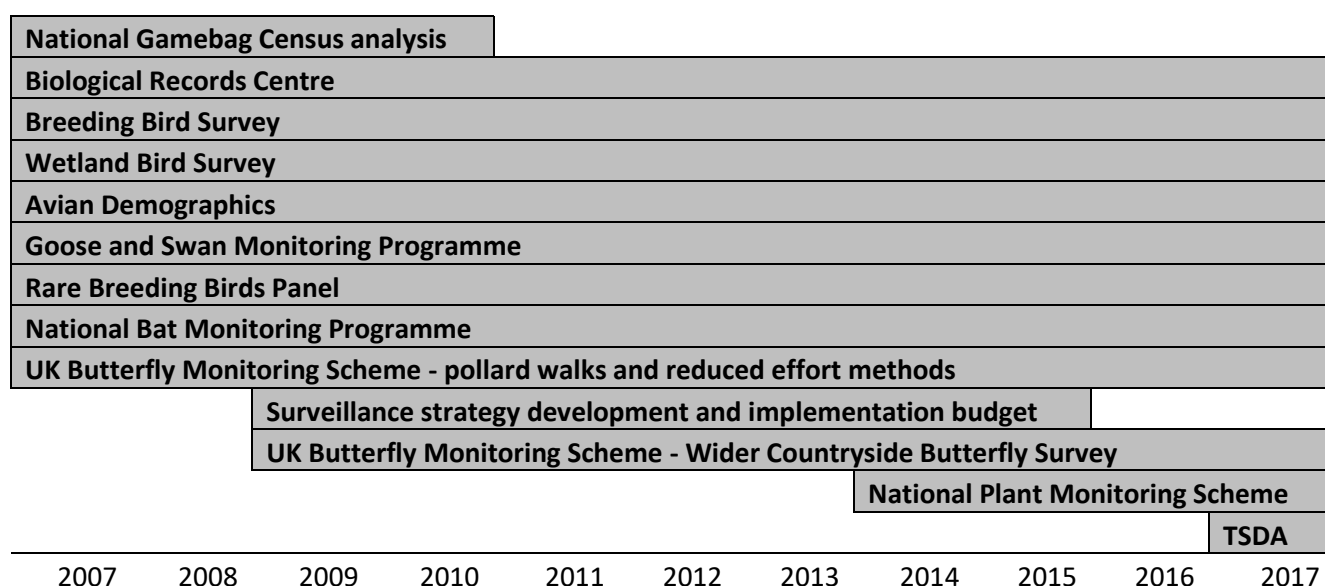 National Gamebag Census analysis
Biological Records Centre
Breeding Bird Survey
Wetland Bird Survey
Avian Demographics
Goose and Swan Monitoring Programme
Rare Breeding Birds Panel
National Bat Monitoring Programme
UK Butterfly Monitoring Scheme - pollard walks and reduced effort methods
Surveillance strategy development and implementation budget
UK Butterfly Monitoring Scheme - Wider Countryside Butterfly Survey
National Plant Monitoring Scheme
TSDA
2007 2008 2009 2010 2011 2012 2013 2014 2015 2016 2017